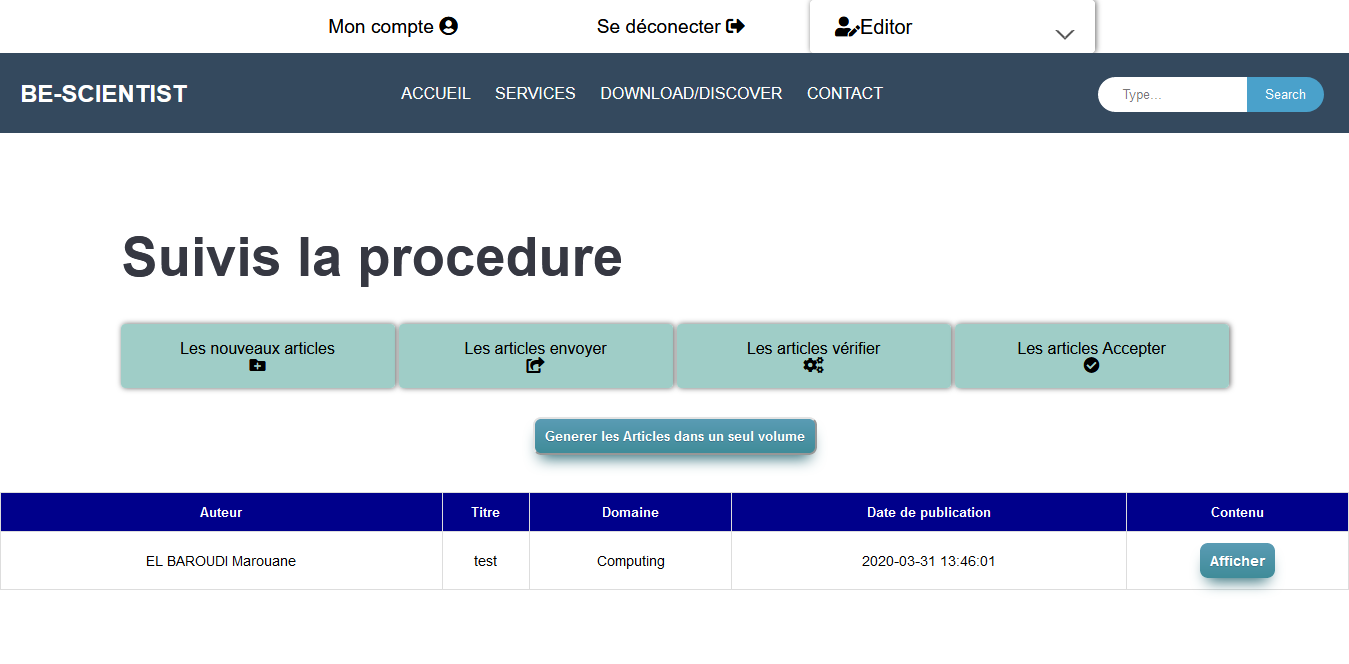 Mon compte
Se déconecter
Editor
BE-SCIENTIST
ACCUEIL SERVICES DOWNLOAD/DISCOVER CONTACT
Type... Search
Suivis la procedure
Les nouveaux articles
Les articles envoyer
Les articles vérifier
Les articles Accepter
Generer les Articles dans un seul volume
Auteur Titre Domaine Date de publication Contenu
EL BAROUDI Marouane test Computing 2020-03-31 13:46:01 Afficher